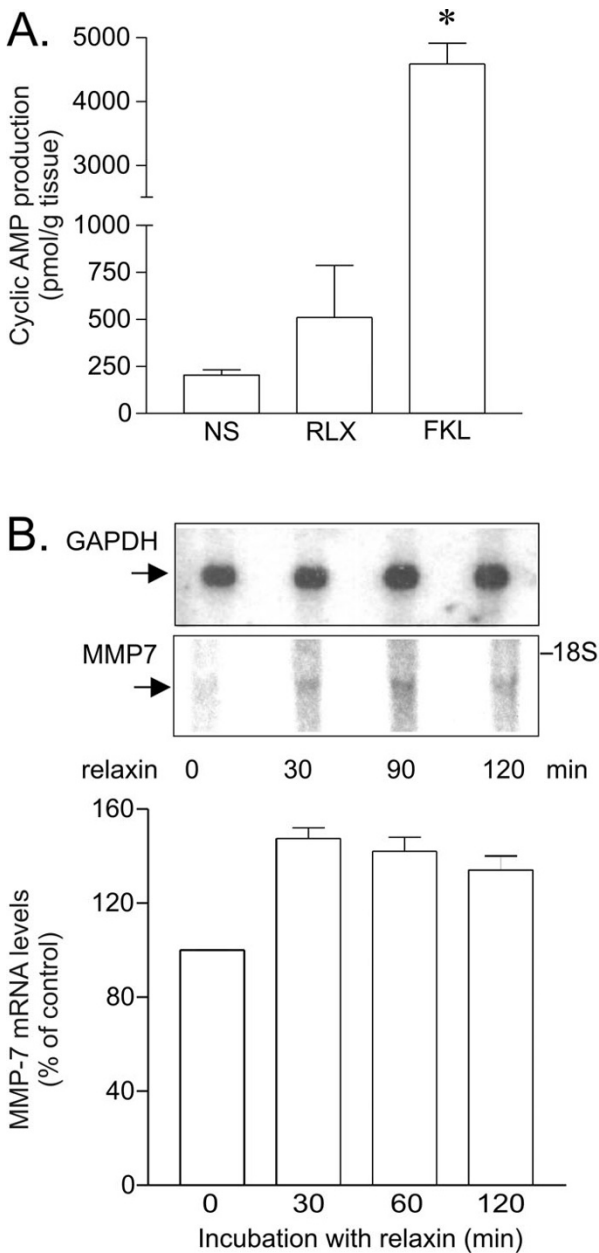 A.
*
Cyclic AMP production
(pmol/g tissue)
5000
4000
3000
1000
750
500
250
0
NS RLX FKL
B.
GAPDH
MMP7
–18S
relaxin 0 30 90 120 min
MMP-7 mRNA levels
(% of control)
160
120
80
40
0
0 30 60 120
Incubation with relaxin (min)